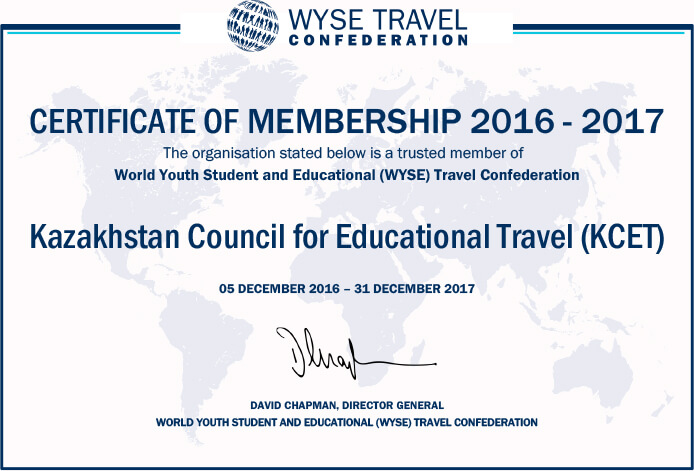 WYSE TRAVEL
CONFEDERATION
CERTIFICATE OF MEMBERSHIP 2016 - 2017
The organisation stated below is a trusted member of
World Youth Student and Educational (WYSE) Travel Confederation
Kazakhstan Council for Educational Travel (KCET)
05 DECEMBER 2016 – 31 DECEMBER 2017
DAVID CHAPMAN, DIRECTOR GENERAL
WORLD YOUTH STUDENT AND EDUCATIONAL (WYSE) TRAVEL CONFEDERATION